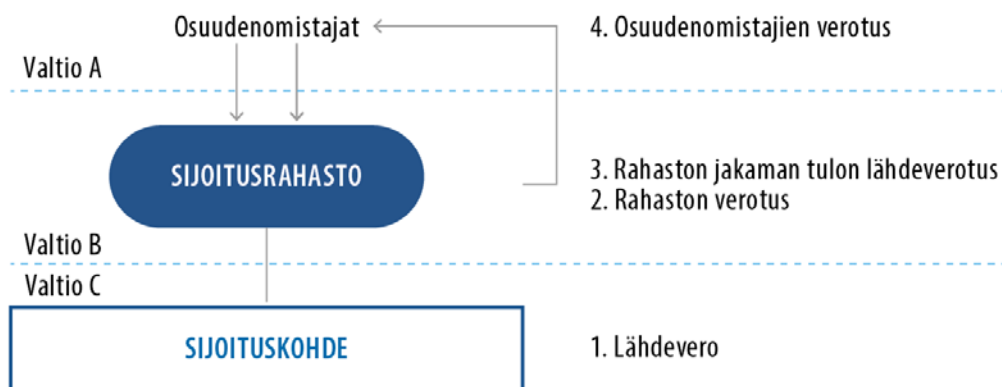 Osuudenomistajat
4. Osuudenomistajien verotus
Valtio A
SIJOITUSRAHASTO
3. Rahaston jakaman tulon lähdeverotus
2. Rahaston verotus
Valtio B
Valtio C
SIJOITUSKOHDE
1. Lähdevero